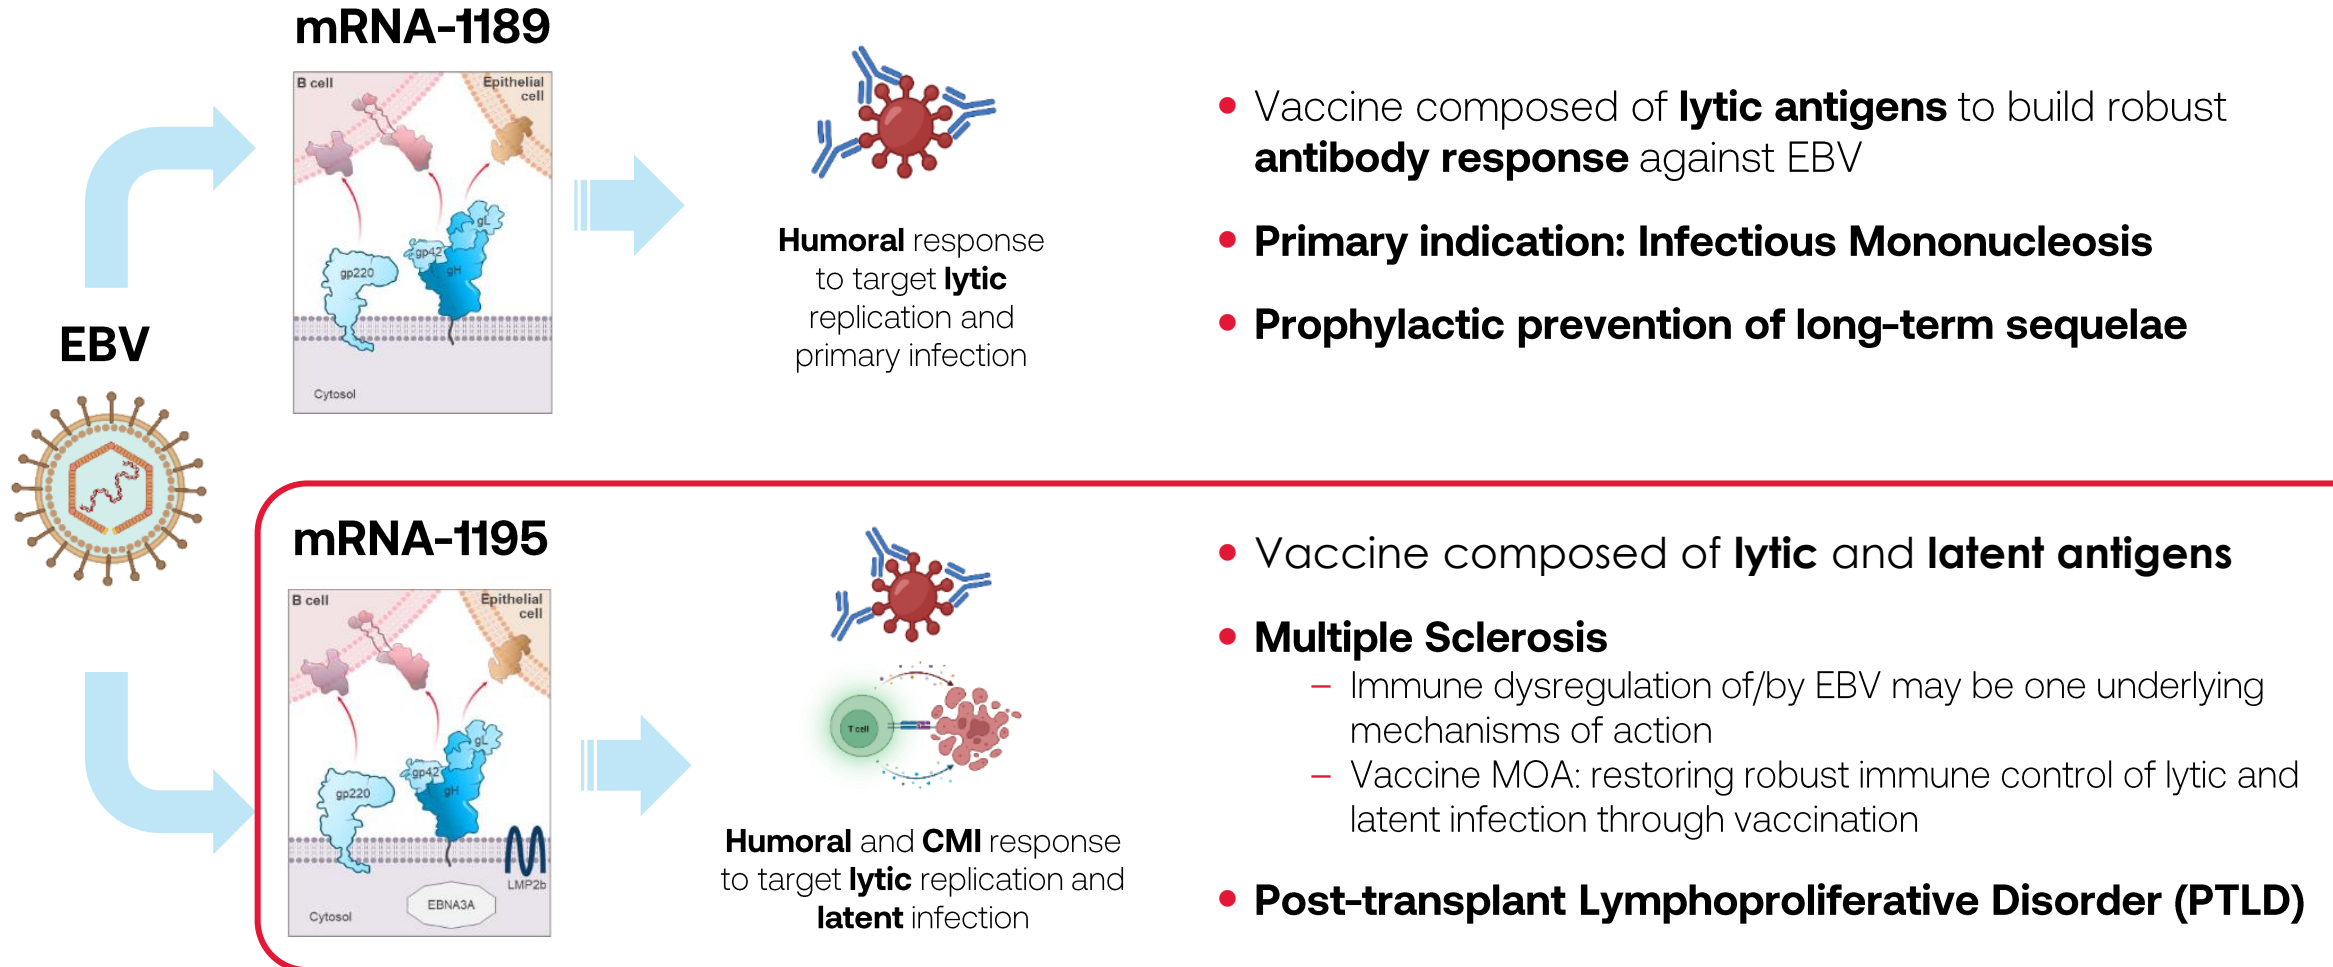 mRNA-1189
B cell
Epithelial
cell
gL
gp42
gp220
gH
Cytosol
Humoral response
to target lytic
replication and
primary infection
• Vaccine composed of lytic antigens to build robust
antibody response against EBV
• Primary indication: Infectious Mononucleosis
• Prophylactic prevention of long-term sequelae
EBV
mRNA-1195
B cell
Epithelial
cell
gL
gp42
gp220
gH
LMP2b
EBNA3A
Cytosol
T cell
Humoral and CMI response
to target lytic replication and
latent infection
• Vaccine composed of lytic and latent antigens
• Multiple Sclerosis
– Immune dysregulation of/by EBV may be one underlying
mechanisms of action
– Vaccine MOA: restoring robust immune control of lytic and
latent infection through vaccination
• Post-transplant Lymphoproliferative Disorder (PTLD)